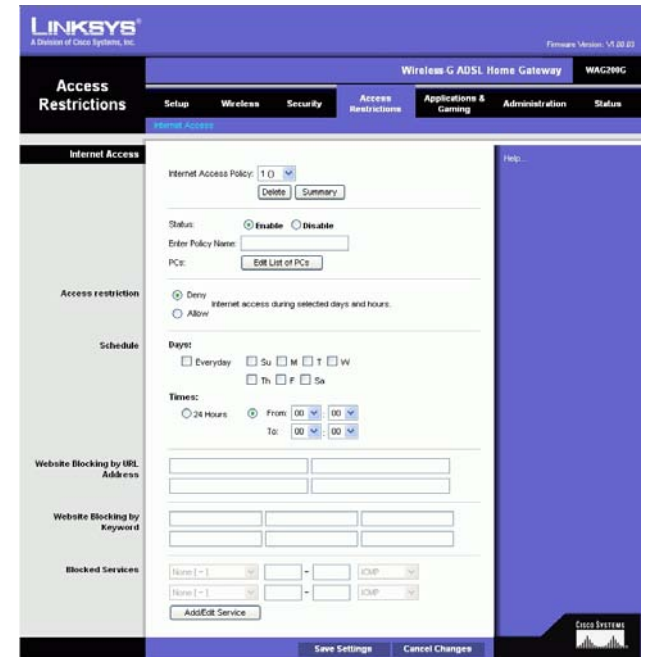 LINKSYS®
A Division of Cisco Systems, Inc.
Firmware Version: V1.00.03
Wireless-G ADSL Home Gateway WAG200G
Access Restrictions
Setup Wireless Security Access Restrictions Applications & Gaming Administration Status
Internet Access
Internet Access
Help...
Internet Access Policy: 1 ()
Delete Summary
Status: Enable Disable
Enter Policy Name:
PCs: Edit List of PCs
Access restriction
Deny
Internet access during selected days and hours.
Allow
Schedule
Days:
Everyday Su M T W
Th F Sa
Times:
24 Hours From: 00 : 00
To: 00 : 00
Website Blocking by URL Address
Website Blocking by Keyword
Blocked Services
None [ ~ ] - ICMP
None [ ~ ] - ICMP
Add/Edit Service
Save Settings Cancel Changes
CISCO SYSTEMS